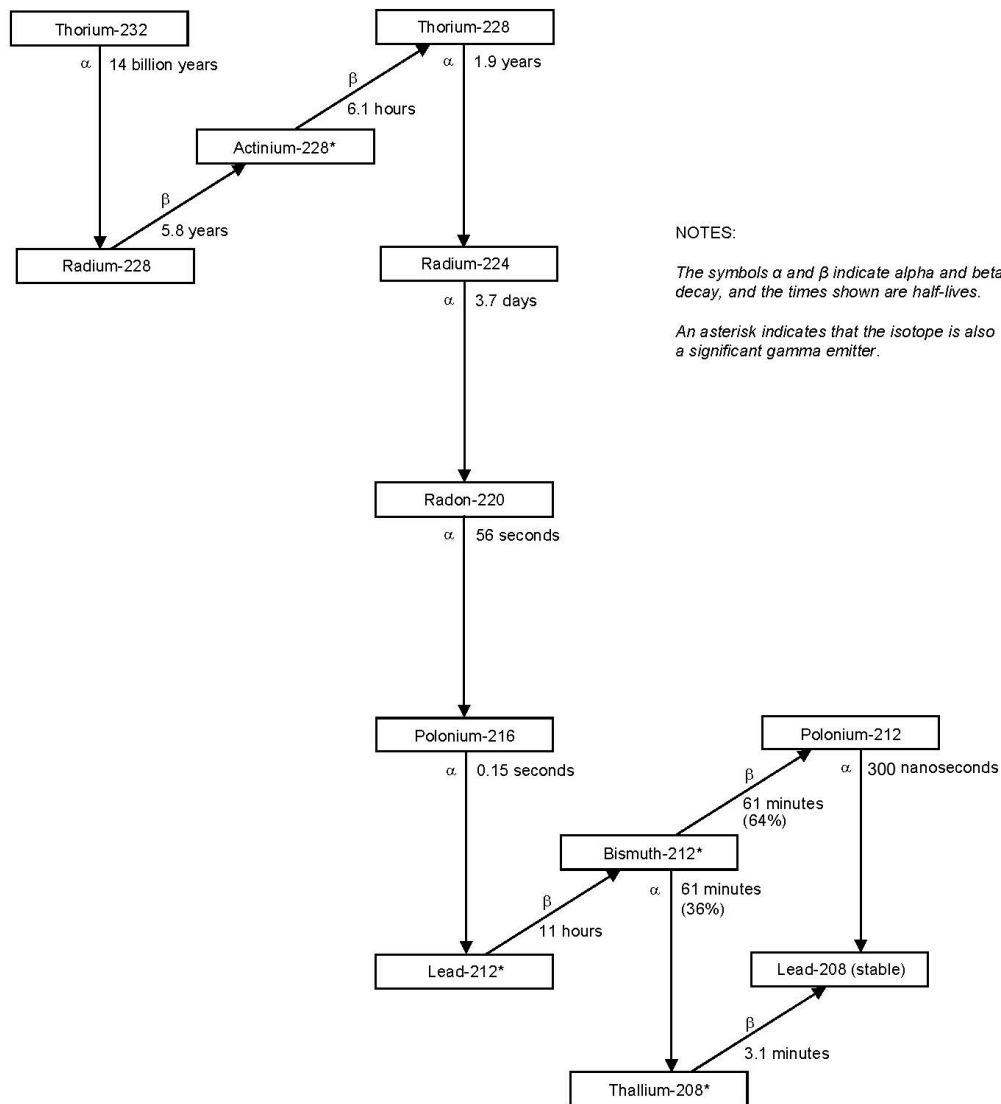 Thorium-232
α 14 billion years
Thorium-228
α 1.9 years
β
6.1 hours
Actinium-228*
β
5.8 years
Radium-228
Radium-224
α 3.7 days
NOTES:
The symbols α and β indicate alpha and beta
decay, and the times shown are half-lives.
An asterisk indicates that the isotope is also
a significant gamma emitter.
Radon-220
α 56 seconds
Polonium-216
α 0.15 seconds
Polonium-212
α 300 nanoseconds
β
61 minutes
(64%)
Bismuth-212*
α 61 minutes
(36%)
β
11 hours
Lead-212*
Lead-208 (stable)
β
3.1 minutes
Thallium-208*